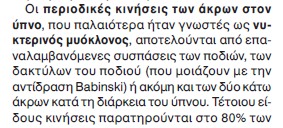 Οι περιοδικές κινήσεις των άκρων στον
ύπνο, που παλαιότερα ήταν γνωστές ως νυ-
κτερινός μυόκλονος, αποτελούνται από επα-
ναλαμβανόμενες συσπάσεις των ποδιών, των
δακτύλων του ποδιού (που μοιάζουν με την
αντίδραση Babinski) ή ακόμη και των δύο κάτω
άκρων κατά τη διάρκεια του ύπνου. Τέτοιου εί-
δους κινήσεις παρατηρούνται στο 80% των